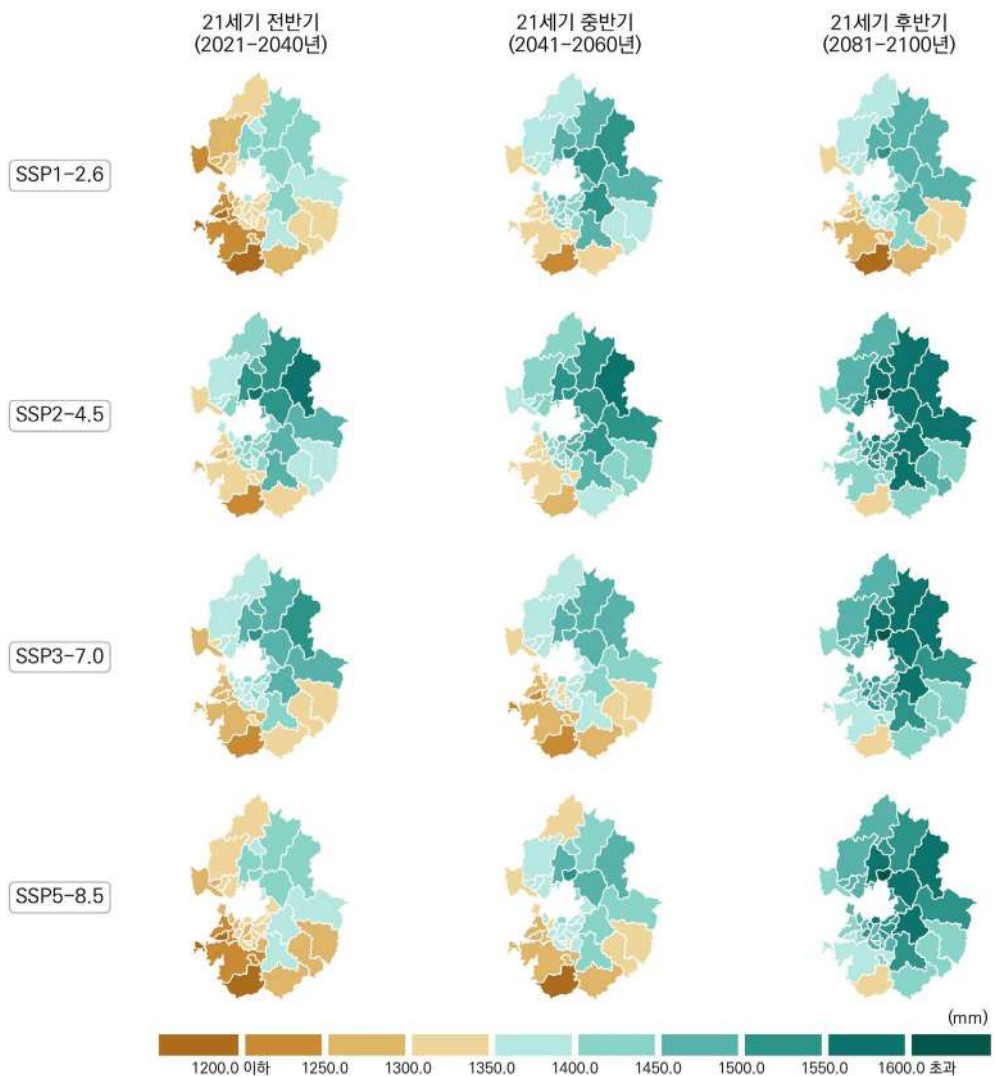 21세기 전반기
(2021-2040년)
21세기 중반기
(2041-2060년)
21세기 후반기
(2081-2100년)
SSP1-2.6
SSP2-4.5
SSP3-7.0
SSP5-8.5
(mm)
1200.0 이하 1250.0 1300.0 1350.0 1400.0 1450.0 1500.0 1550.0 1600.0 초과